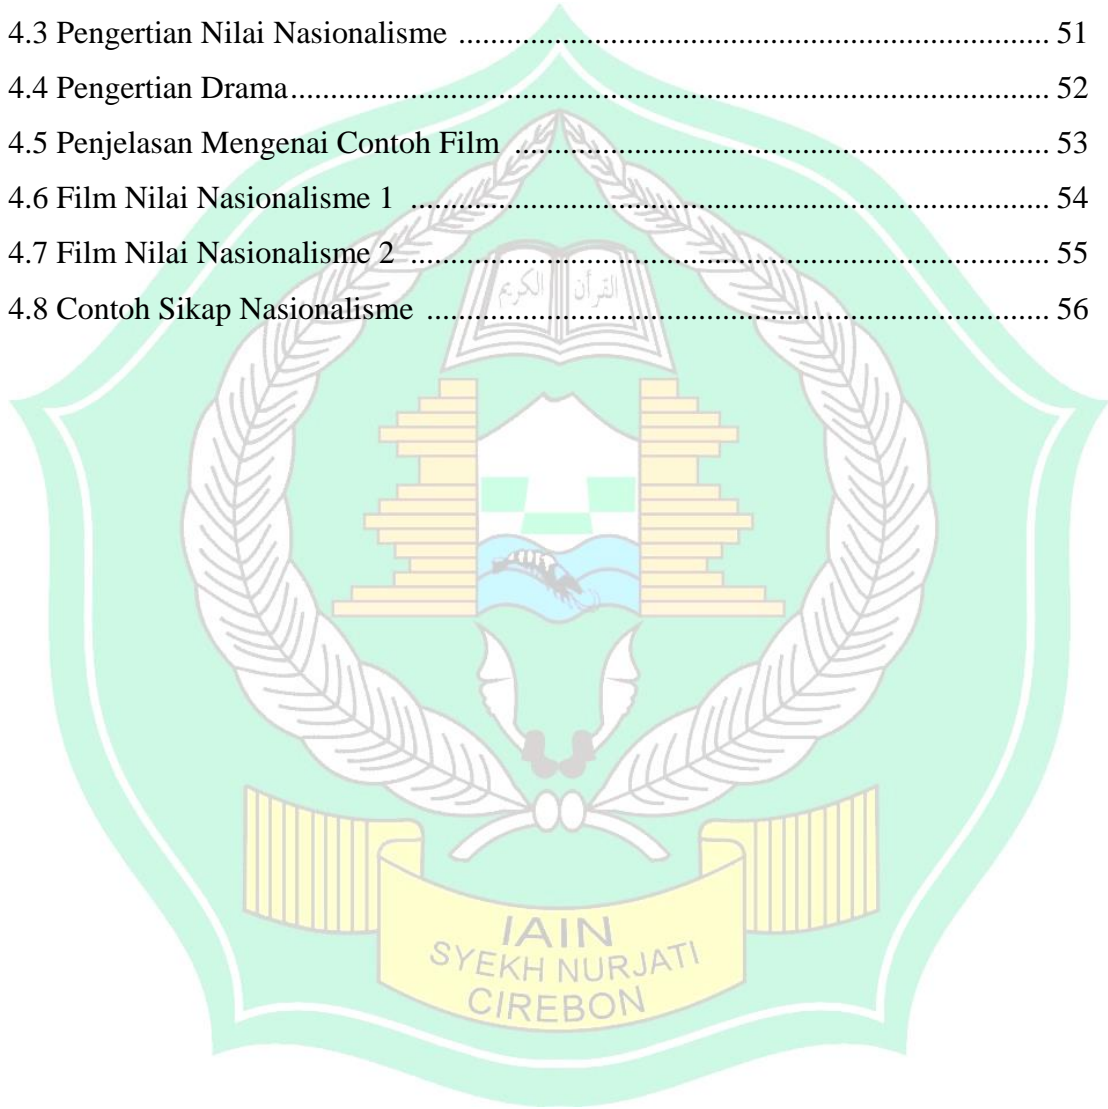 4.3 Pengertian Nilai Nasionalisme .......................................................................... 51
4.4 Pengertian Drama............................................................................................... 52
4.5 Penjelasan Mengenai Contoh Film ................................................................... 53
4.6 Film Nilai Nasionalisme 1 ................................................................................ 54
4.7 Film Nilai Nasionalisme 2 ................................................................................ 55
4.8 Contoh Sikap Nasionalisme .............................................................................. 56
القرآن الكريم
IAIN
SYEKH NURJATI
CIREBON